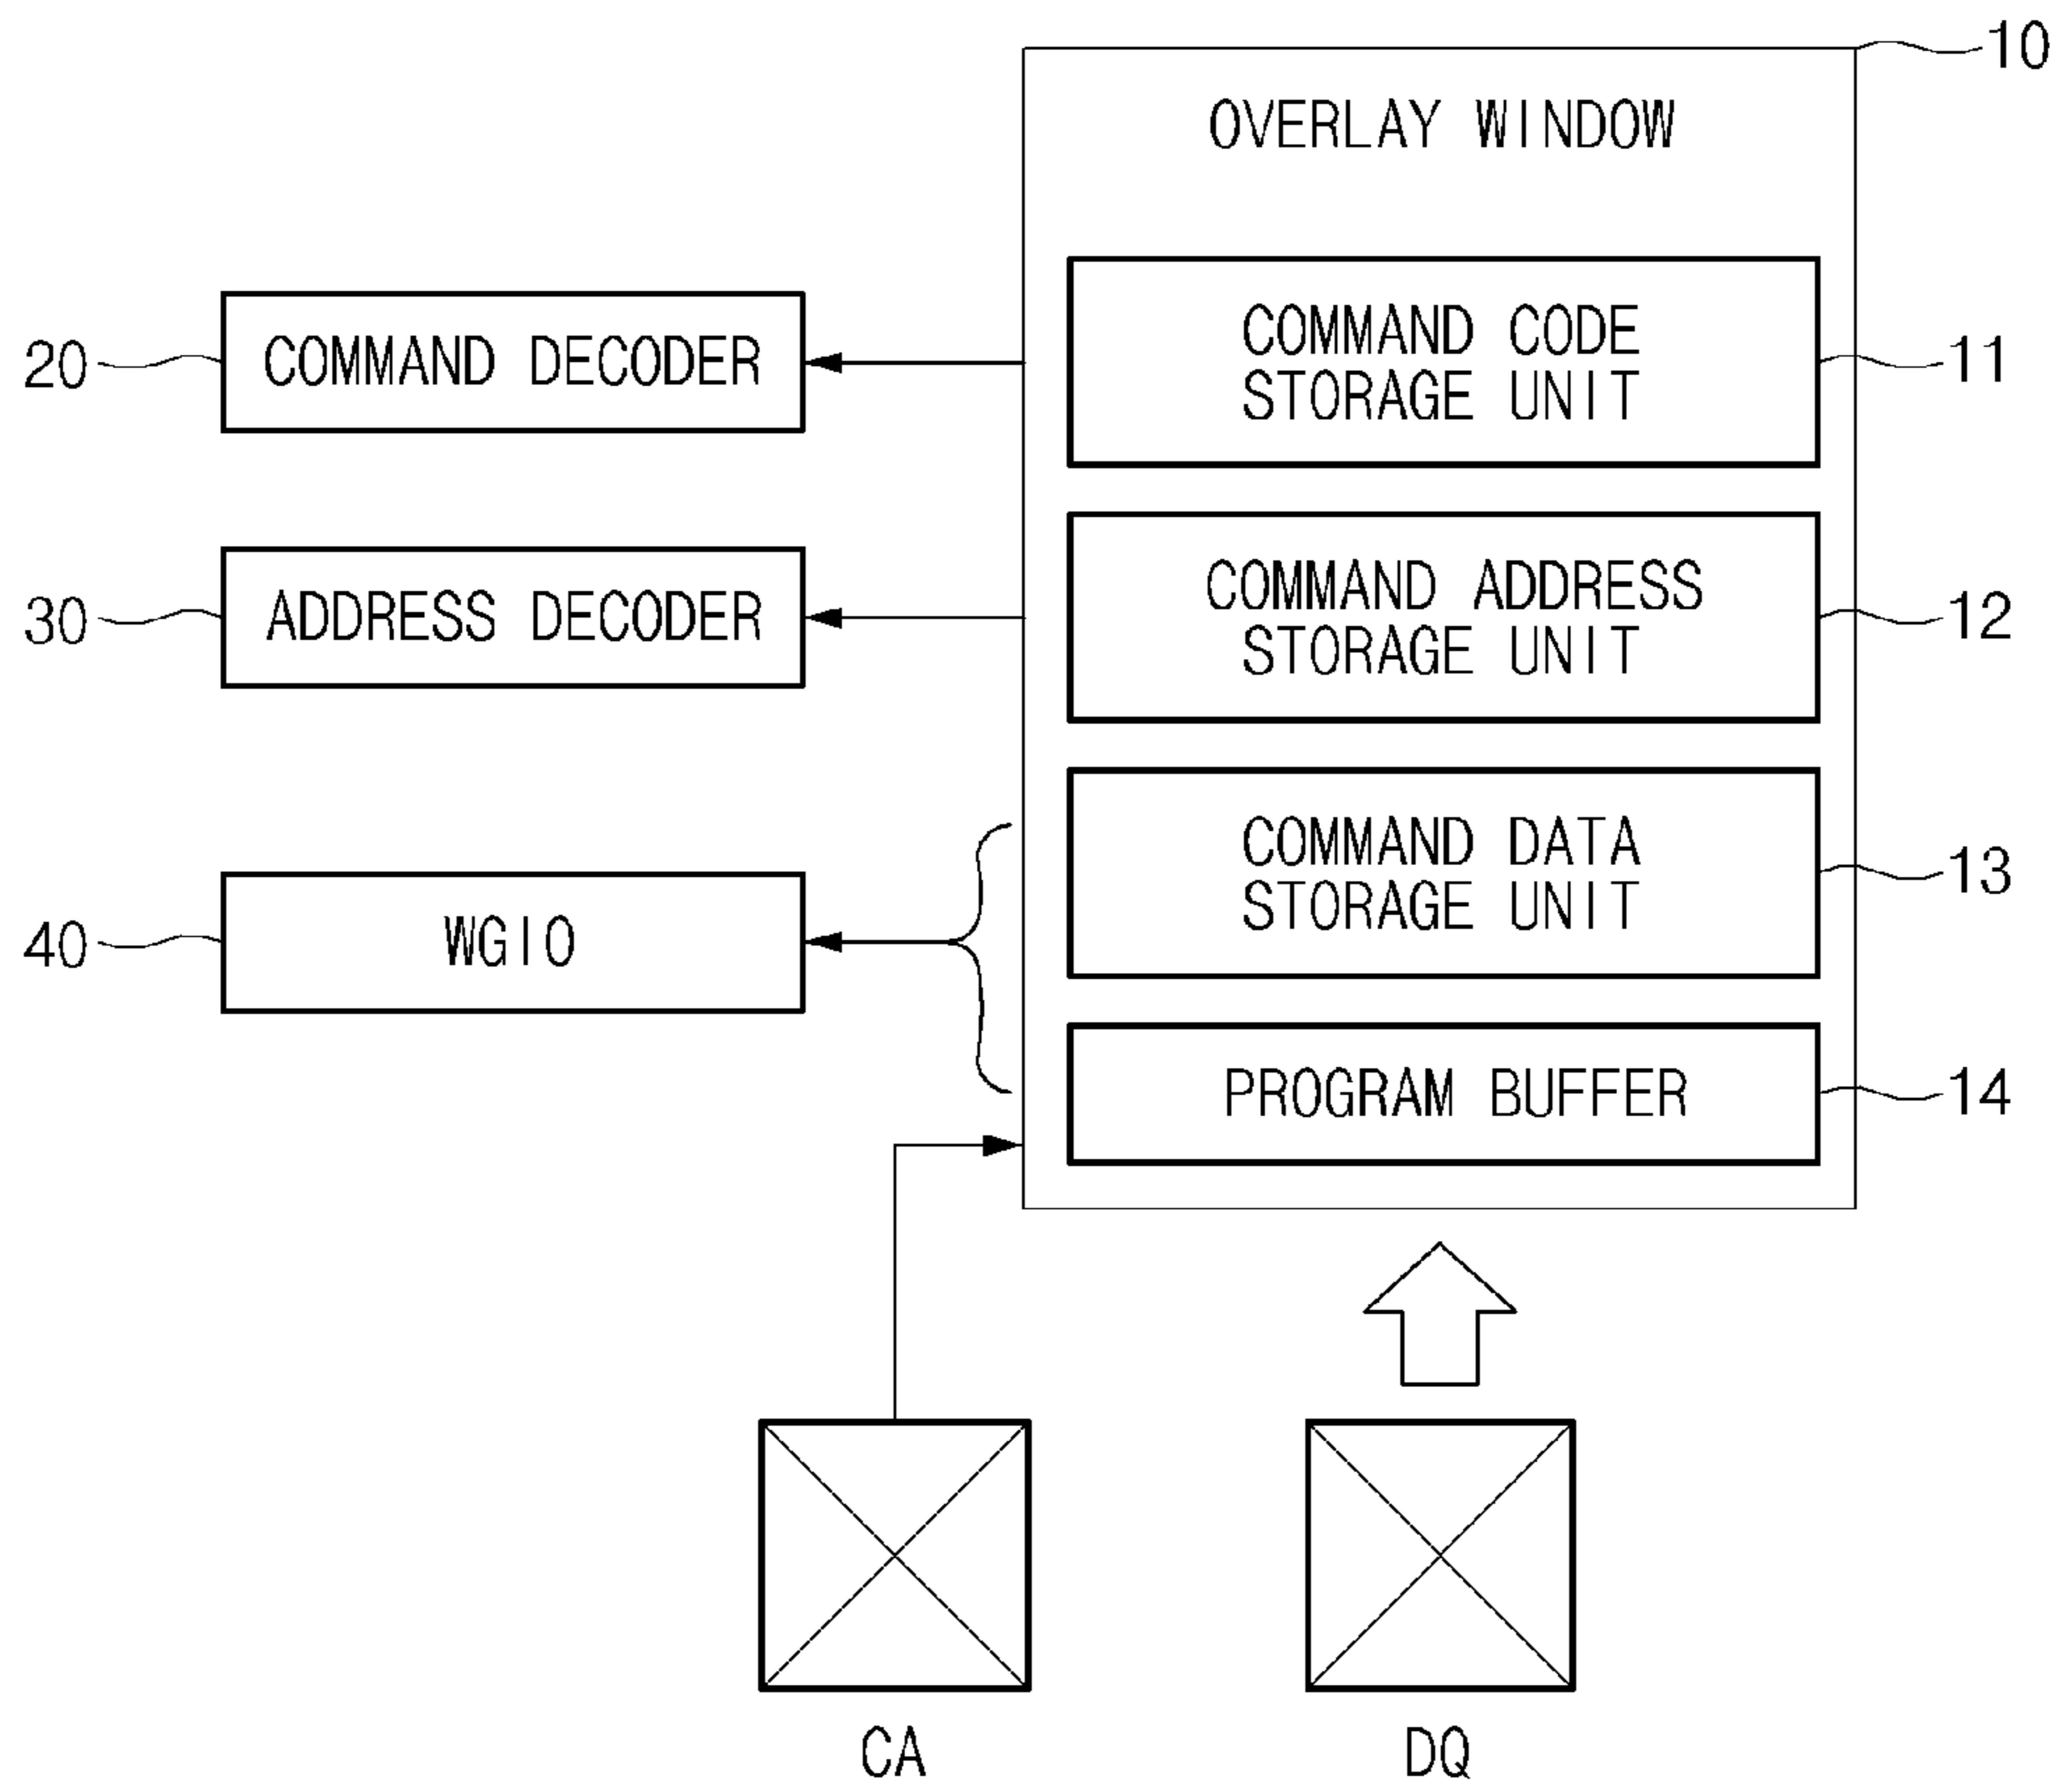 10
OVERLAY WINDOW
COMMAND CODE
STORAGE UNIT
11
20
COMMAND DECODER
COMMAND ADDRESS
STORAGE UNIT
12
30
ADDRESS DECODER
COMMAND DATA
STORAGE UNIT
13
40
WGIO
PROGRAM BUFFER
14
CA
DQ